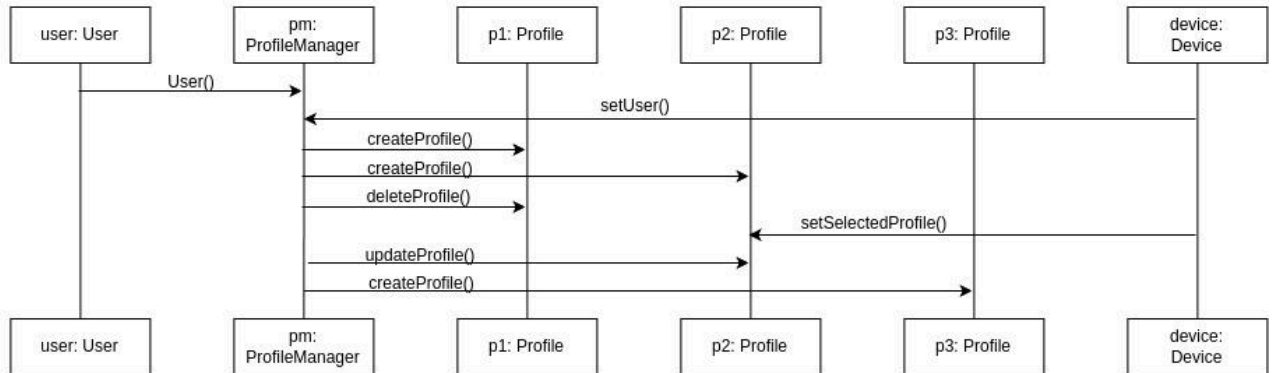 user: User
pm:
ProfileManager
p1: Profile
p2: Profile
p3: Profile
device:
Device
User()
setUser()
createProfile()
createProfile()
deleteProfile()
setSelectedProfile()
updateProfile()
createProfile()
user: User
pm:
ProfileManager
p1: Profile
p2: Profile
p3: Profile
device:
Device